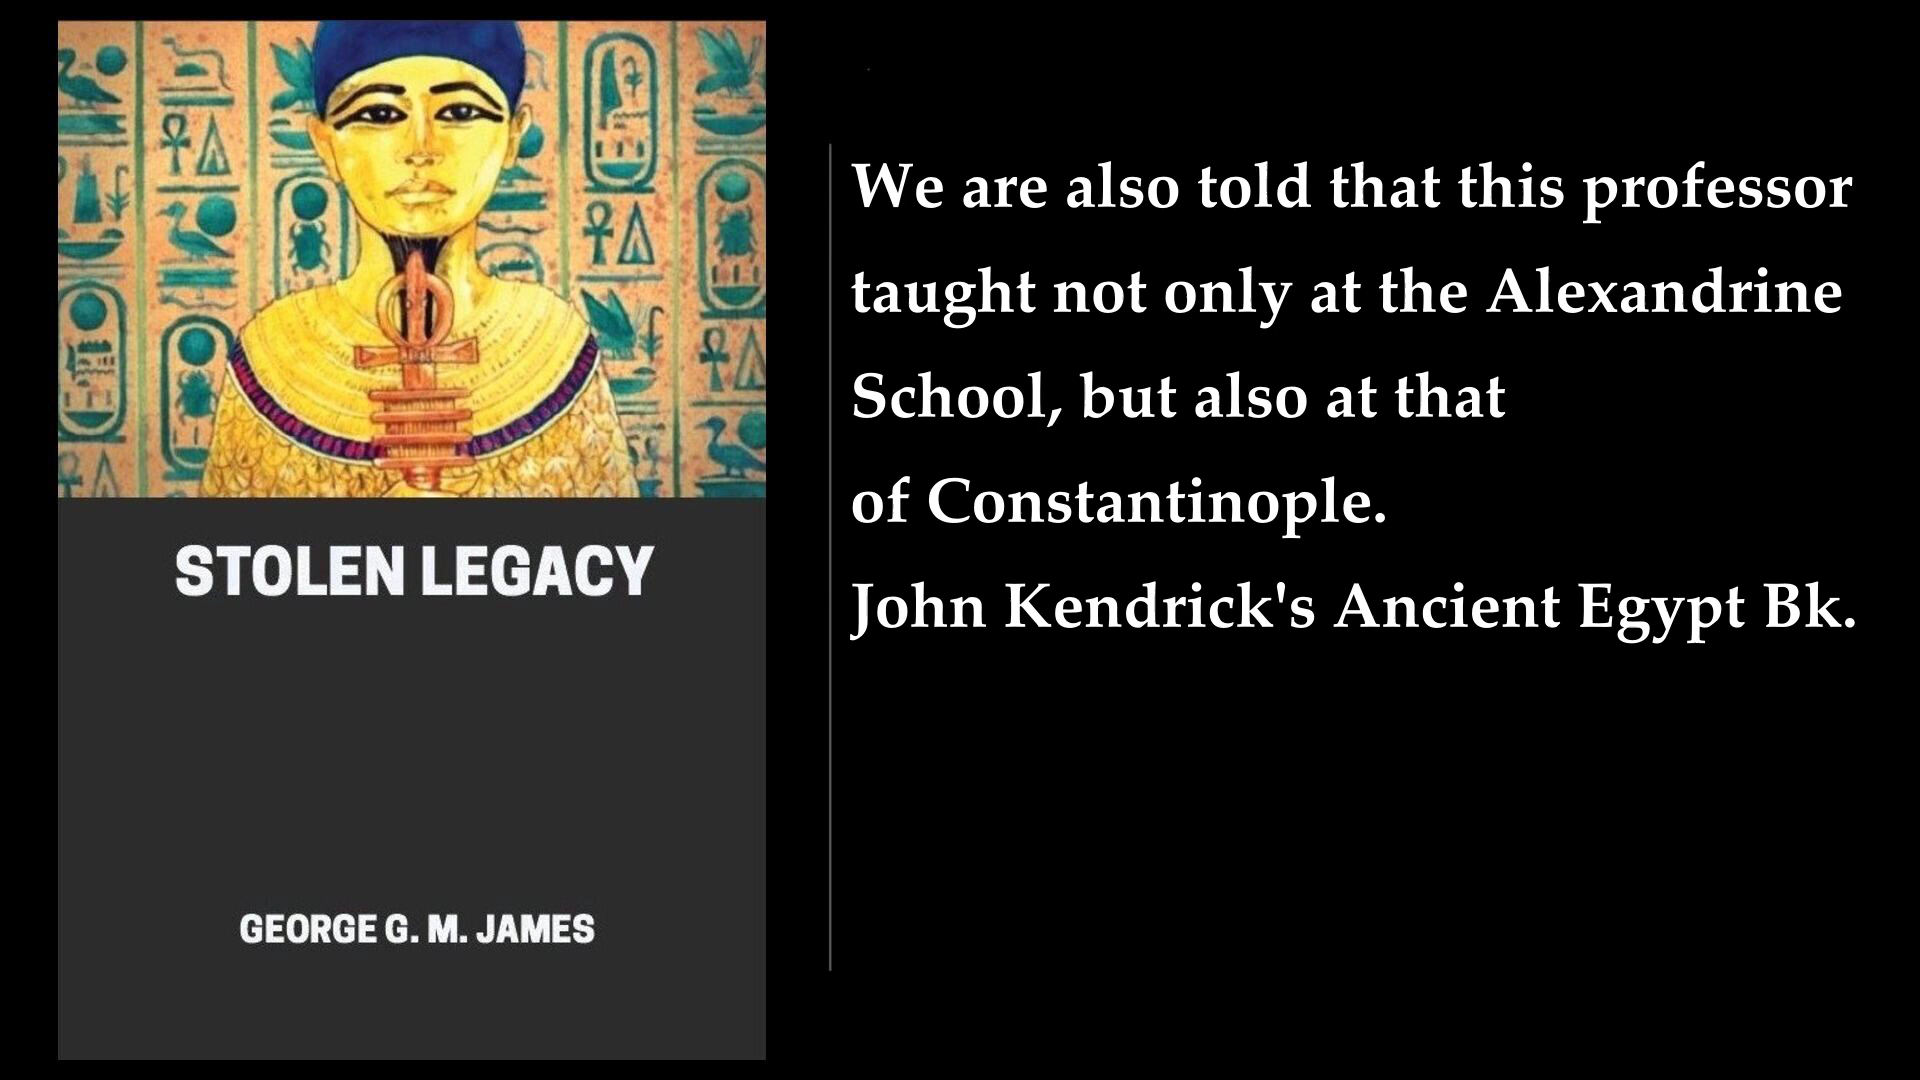 STOLEN LEGACY
GEORGE G. M. JAMES
We are also told that this professor
taught not only at the Alexandrine
School, but also at that
of Constantinople.
John Kendrick's Ancient Egypt Bk.